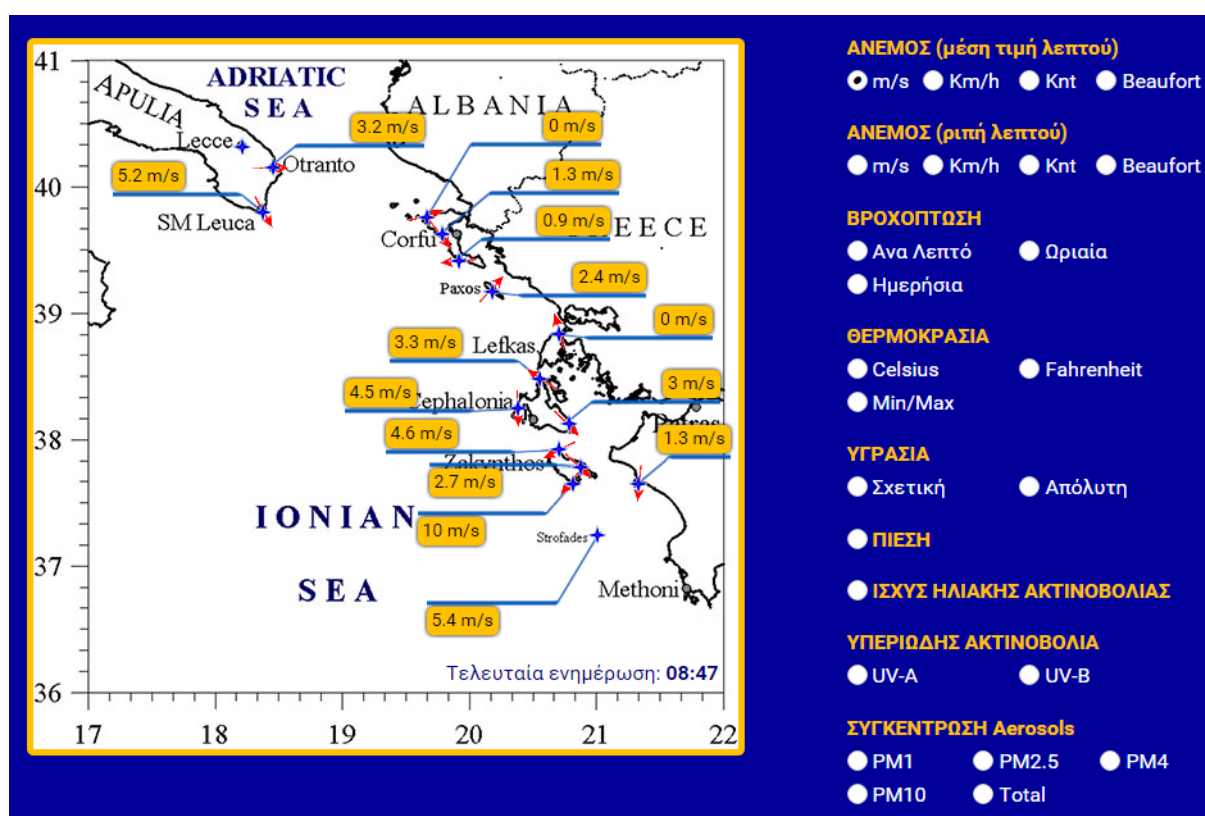 41
40
39
38
37
36
17
18
19
20
21
22
ADRIATIC
SEA
APULIA
ALBANIA
Lecce
Otranto
SM Leuca
Corfu
Paxos
Lefkas
Cephalonia
Zakynthos
IONIAN
SEA
Strofades
Methoni
3.2 m/s
0 m/s
5.2 m/s
1.3 m/s
0.9 m/s
2.4 m/s
0 m/s
3.3 m/s
4.5 m/s
3 m/s
4.6 m/s
1.3 m/s
2.7 m/s
10 m/s
5.4 m/s
Τελευταία ενημέρωση: 08:47
ΑΝΕΜΟΣ (μέση τιμή λεπτού)
m/s Km/h Knt Beaufort
ΑΝΕΜΟΣ (ριπή λεπτού)
m/s Km/h Knt Beaufort
ΒΡΟΧΟΠΤΩΣΗ
Ανα Λεπτό Ωριαία
Ημερήσια
ΘΕΡΜΟΚΡΑΣΙΑ
Celsius Fahrenheit
Min/Max
ΥΓΡΑΣΙΑ
Σχετική Απόλυτη
ΠΙΕΣΗ
ΙΣΧΥΣ ΗΛΙΑΚΗΣ ΑΚΤΙΝΟΒΟΛΙΑΣ
ΥΠΕΡΙΩΔΗΣ ΑΚΤΙΝΟΒΟΛΙΑ
UV-A UV-B
ΣΥΓΚΕΝΤΡΩΣΗ Aerosols
PM1 PM2.5 PM4
PM10 Total